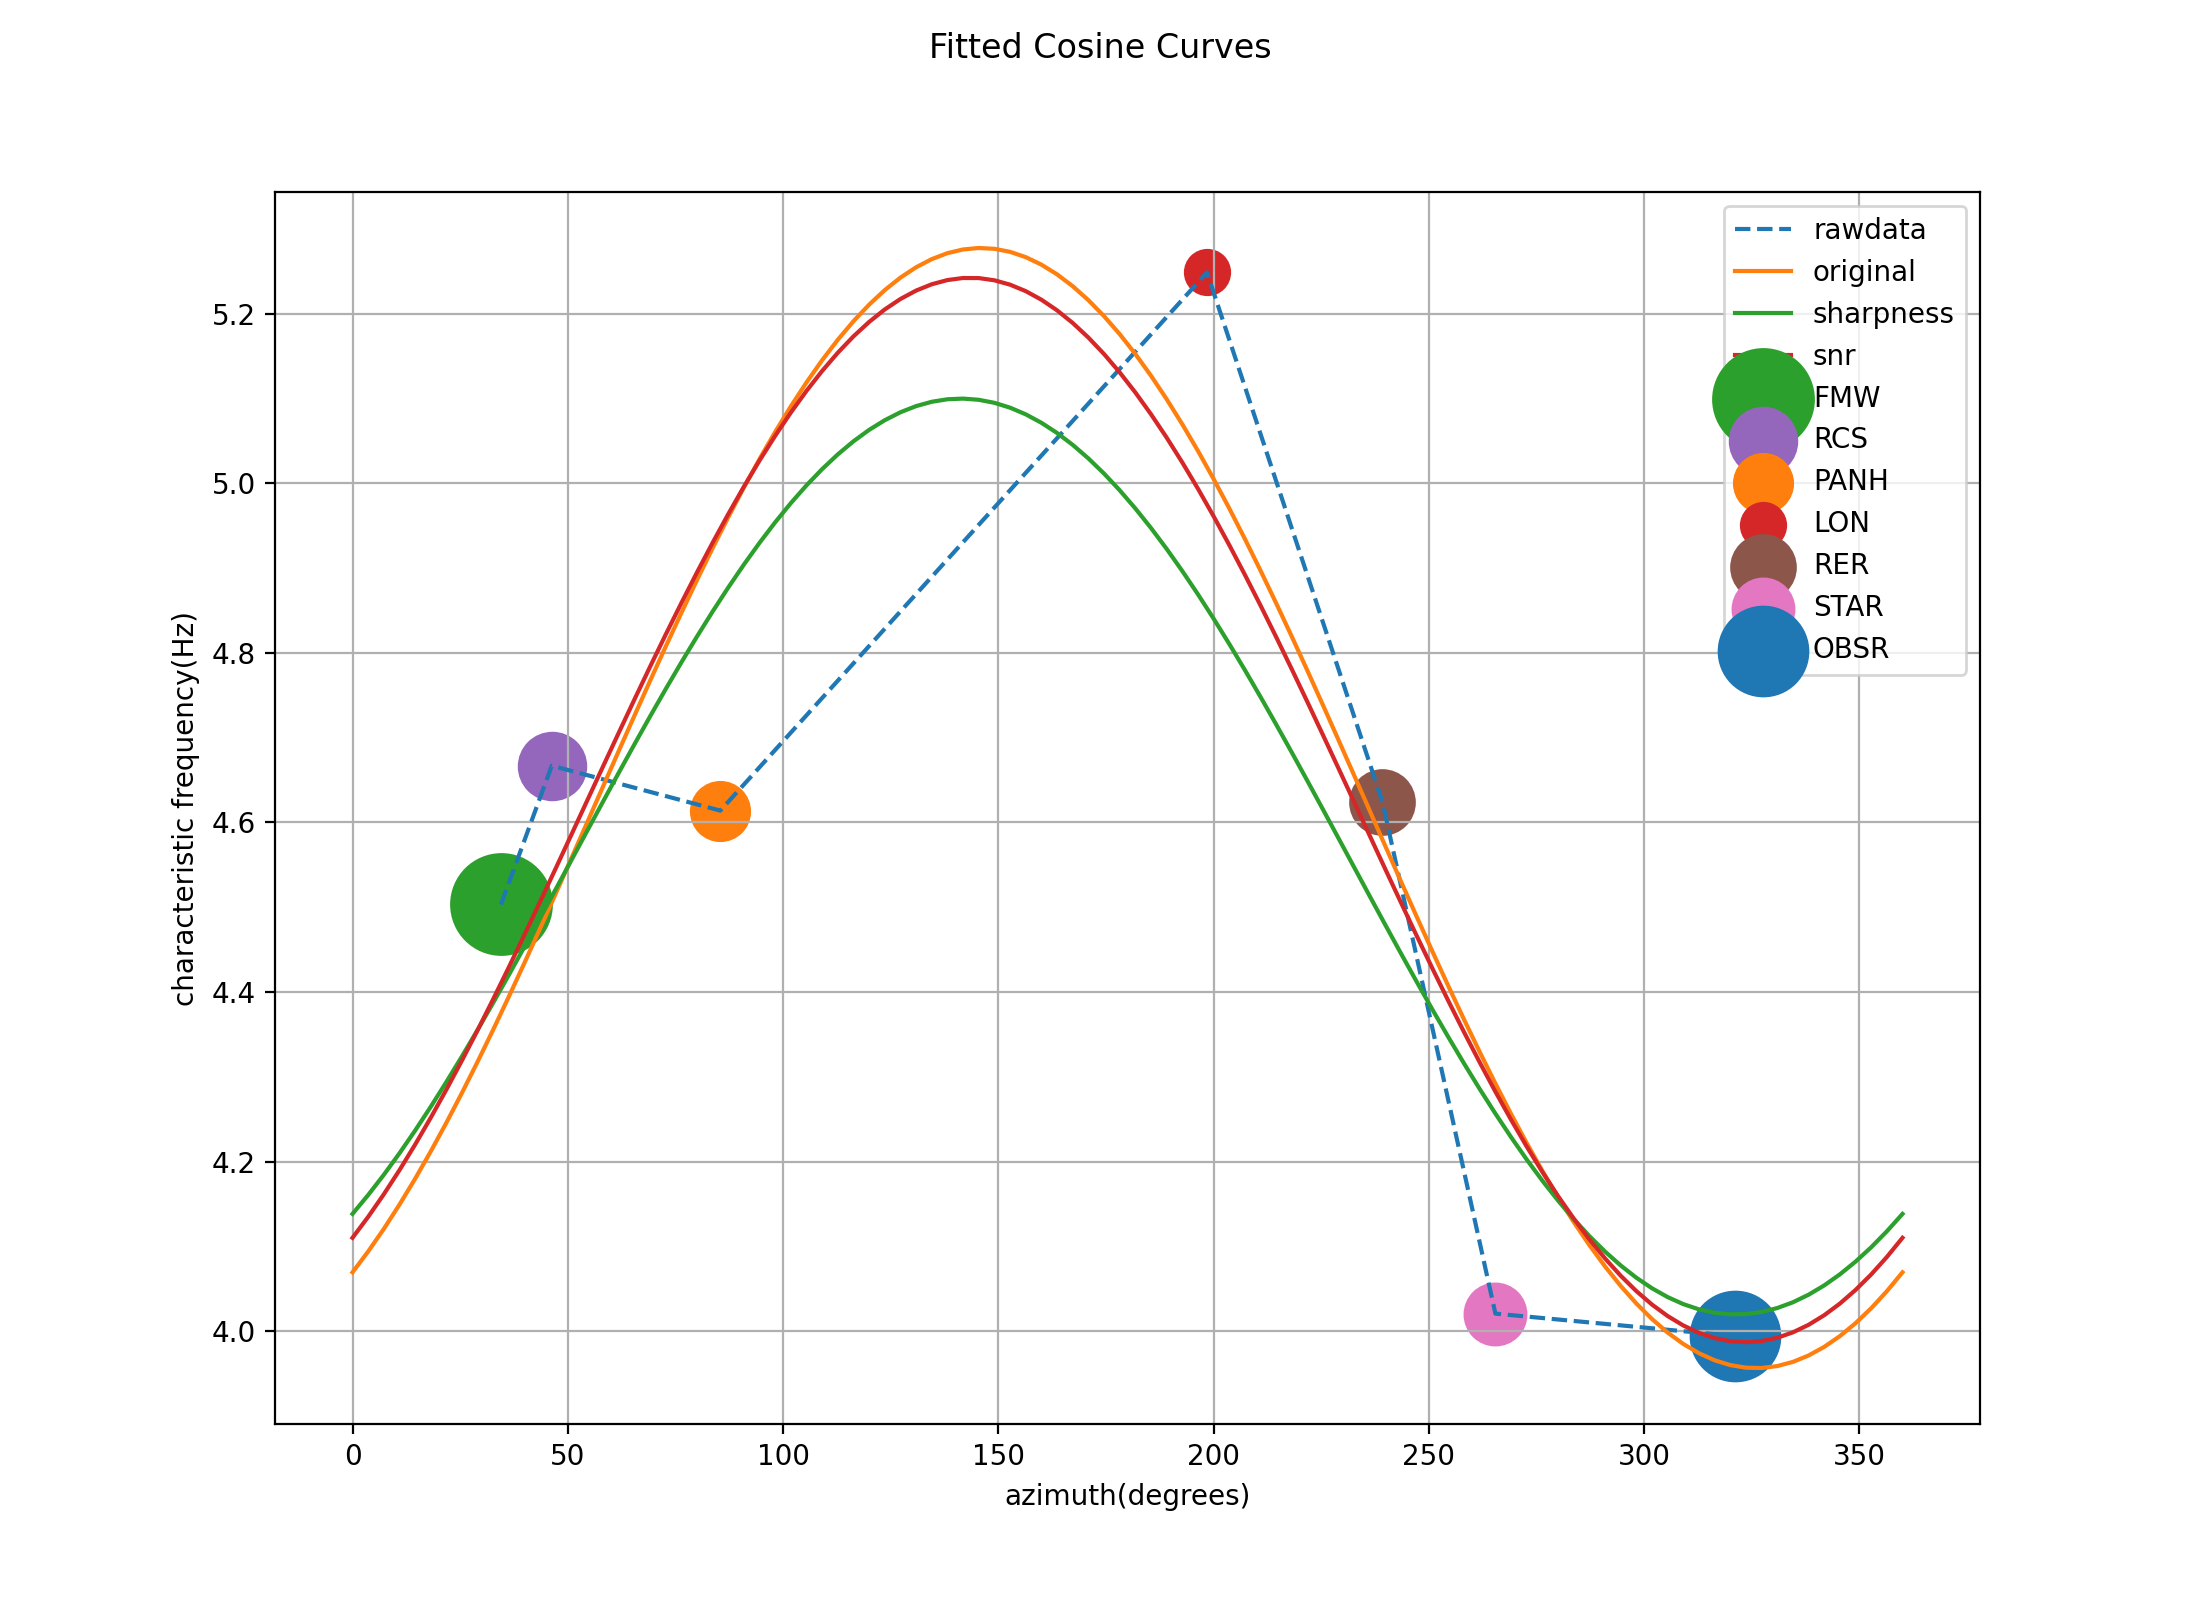 Fitted Cosine Curves
rawdata
original
sharpness
snr
FMW
RCS
PANH
LON
RER
STAR
OBSR
5.2
5.0
4.8
4.6
4.4
4.2
4.0
characteristic frequency(Hz)
0 50 100 150 200 250 300 350
azimuth(degrees)